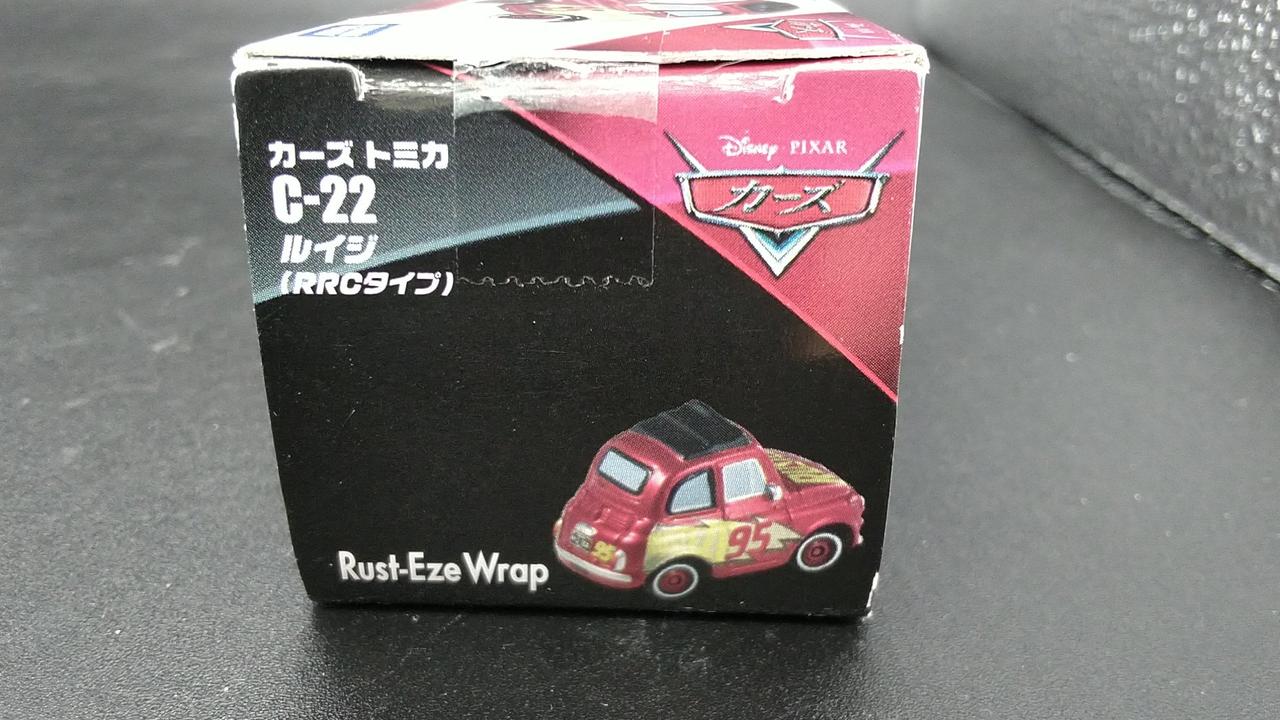 カーズ トミカ
C-22
ルイジ
(RRCタイプ)
Disney PIXAR
カーズ
95
95
Rust-Eze Wrap